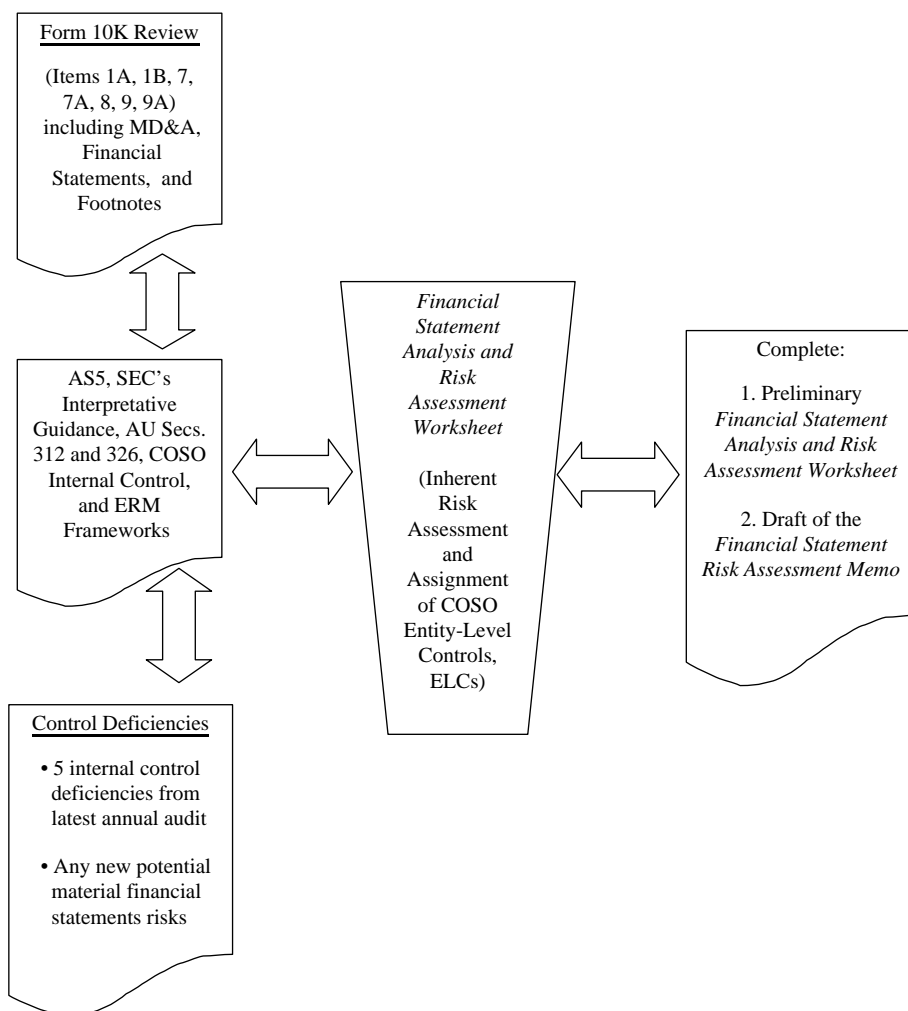 Form 10K Review
(Items 1A, 1B, 7,
7A, 8, 9, 9A)
including MD&A,
Financial
Statements, and
Footnotes
AS5, SEC's
Interpretative
Guidance, AU Secs.
312 and 326, COSO
Internal Control,
and ERM
Frameworks
Control Deficiencies
• 5 internal control
deficiencies from
latest annual audit
• Any new potential
material financial
statements risks
Financial
Statement
Analysis and
Risk
Assessment
Worksheet
(Inherent
Risk
Assessment
and
Assignment
of COSO
Entity-Level
Controls,
ELCs)
Complete:
1. Preliminary
Financial Statement
Analysis and Risk
Assessment Worksheet
2. Draft of the
Financial Statement
Risk Assessment Memo